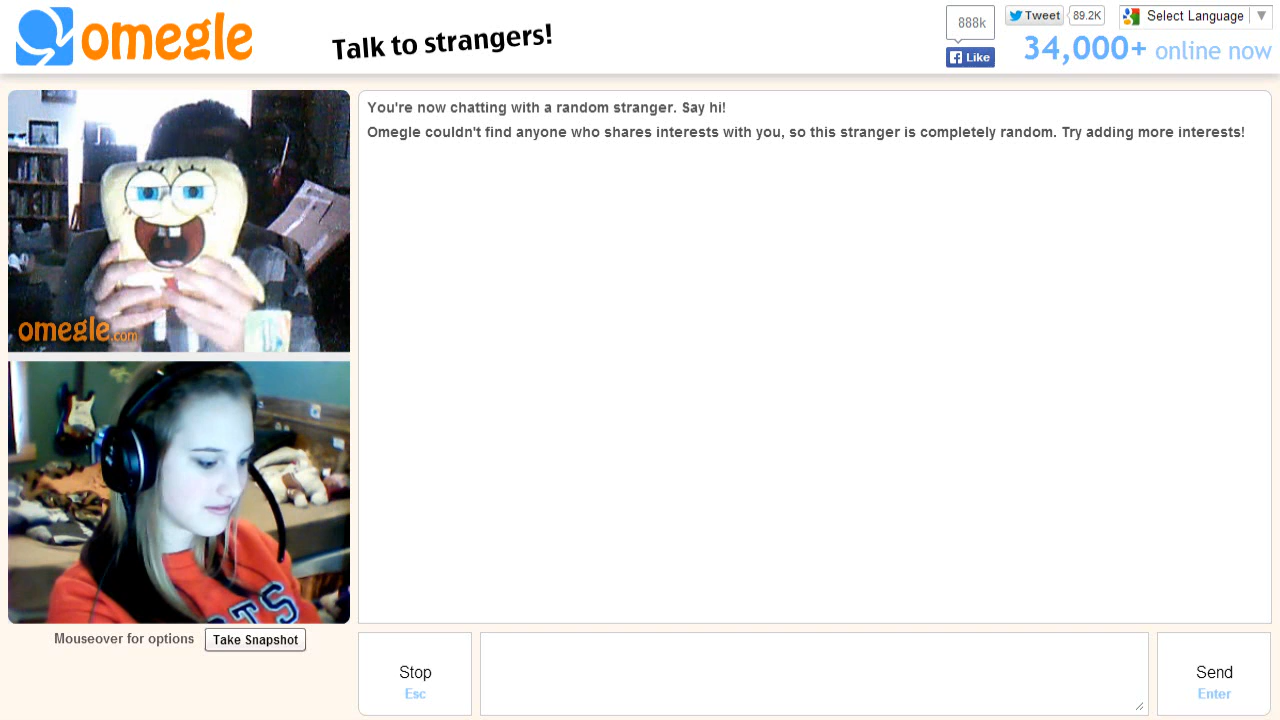 omegle
Talk to strangers!
888k
Like
Tweet
89.2K
Select Language
34,000+ online now
You're now chatting with a random stranger. Say hi!
Omegle couldn't find anyone who shares interests with you, so this stranger is completely random. Try adding more interests!
omegle.com
Mouseover for options
Take Snapshot
Stop
Esc
Send
Enter